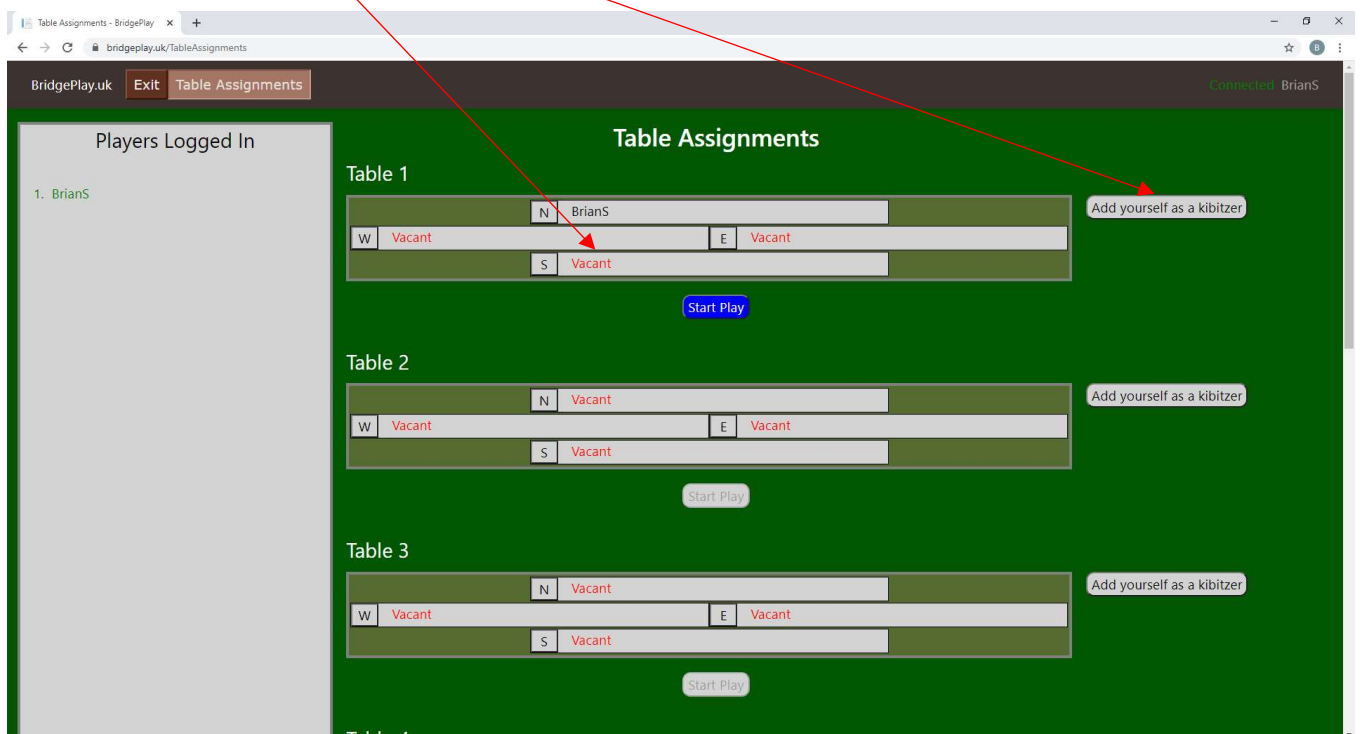 Table Assignments - BridgePlay
bridgeplay.uk/TableAssignments
B
BridgePlay.uk Exit Table Assignments Connected BrianS
Players Logged In
1. BrianS
Table Assignments
Table 1
N BrianS
W Vacant E Vacant
S Vacant
Add yourself as a kibitzer
Start Play
Table 2
N Vacant
W Vacant E Vacant
S Vacant
Add yourself as a kibitzer
Start Play
Table 3
N Vacant
W Vacant E Vacant
S Vacant
Add yourself as a kibitzer
Start Play